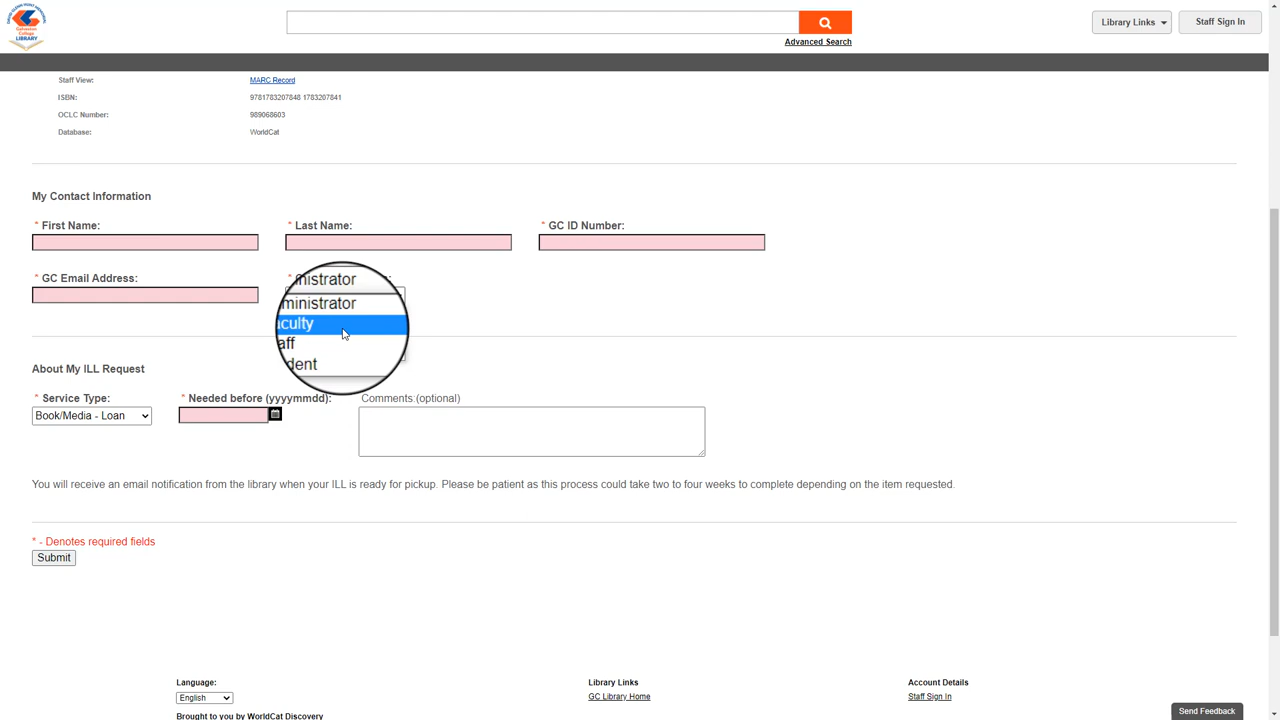 Library Links
Staff Sign In
Galveston
College
LIBRARY
Advanced Search
Staff View:
MARC Record
ISBN:
9781783207848 1783207841
OCLC Number:
989068603
Database:
WorldCat
My Contact Information
* First Name:
* Last Name:
* GC ID Number:
* GC Email Address:
*
nistrator
ministrator
culty
aff
dent
About My ILL Request
* Service Type:
* Needed before (yyyymmdd):
Comments:(optional)
Book/Media - Loan
You will receive an email notification from the library when your ILL is ready for pickup. Please be patient as this process could take two to four weeks to complete depending on the item requested.
* - Denotes required fields
Submit
Language:
Library Links
Account Details
English
GC Library Home
Staff Sign In
Send Feedback
Brought to you by WorldCat Discovery